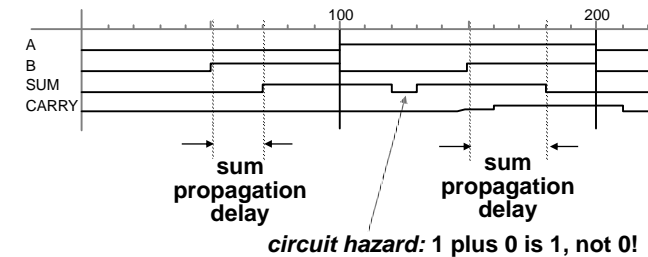 100 200
A
B
SUM
CARRY
sum
propagation
delay
sum
propagation
delay
circuit hazard: 1 plus 0 is 1, not 0!